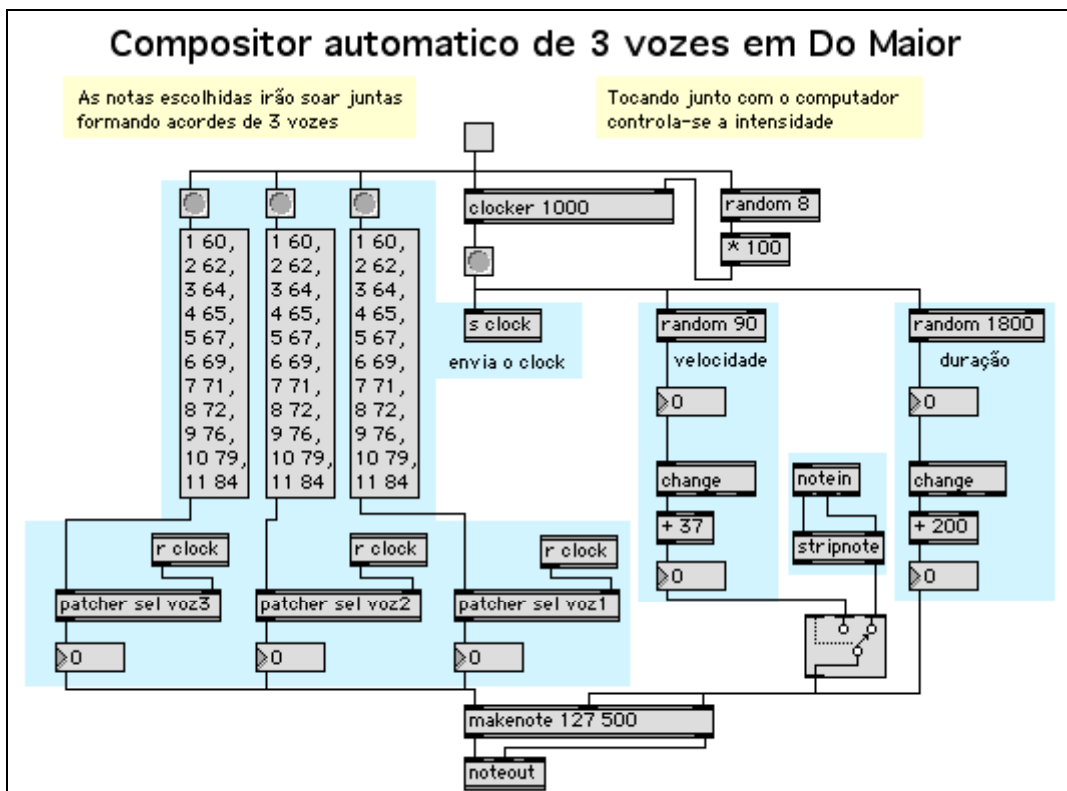 Compositor automatico de 3 vozes em Do Maior
As notas escolhidas irão soar juntas
formando acordes de 3 vozes
Tocando junto com o computador
controla-se a intensidade
clocker 1000
random 8
* 100
1 60,
2 62,
3 64,
4 65,
5 67,
6 69,
7 71,
8 72,
9 76,
10 79,
11 84
1 60,
2 62,
3 64,
4 65,
5 67,
6 69,
7 71,
8 72,
9 76,
10 79,
11 84
1 60,
2 62,
3 64,
4 65,
5 67,
6 69,
7 71,
8 72,
9 76,
10 79,
11 84
s clock
envia o clock
random 90
velocidade
0
change
+ 37
0
notein
stripnote
random 1800
duração
0
change
+ 200
0
r clock
r clock
r clock
patcher sel voz3
patcher sel voz2
patcher sel voz1
0
0
0
makenote 127 500
noteout